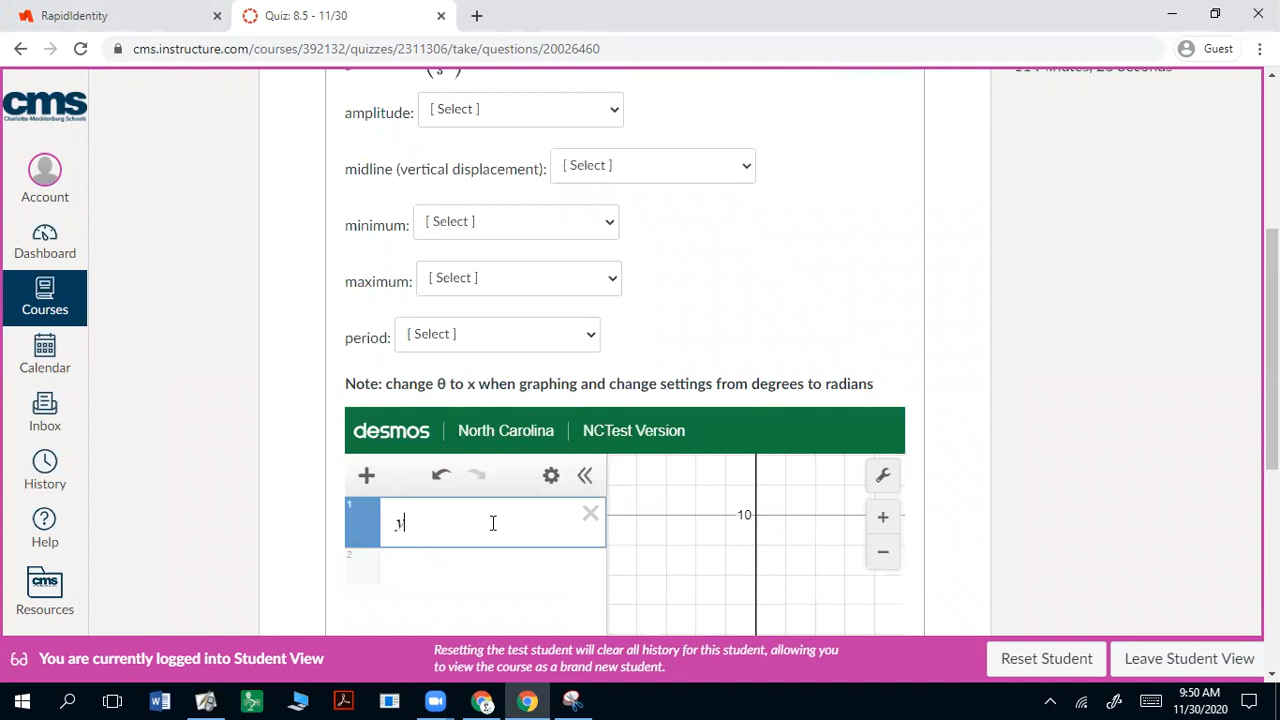 RapidIdentity
Quiz: 8.5 - 11/30
cms.instructure.com/courses/392132/quizzes/2311306/take/questions/20026460
Guest
cms
Charlotte-Mecklenburg Schools
Account
Dashboard
Courses
Calendar
Inbox
History
Help
cms
Resources
amplitude: [ Select ]
midline (vertical displacement): [ Select ]
minimum: [ Select ]
maximum: [ Select ]
period: [ Select ]
Note: change θ to x when graphing and change settings from degrees to radians
desmos North Carolina NCTest Version
1
y
2
10
You are currently logged into Student View
Resetting the test student will clear all history for this student, allowing you
to view the course as a brand new student.
Reset Student
Leave Student View
9:50 AM
11/30/2020